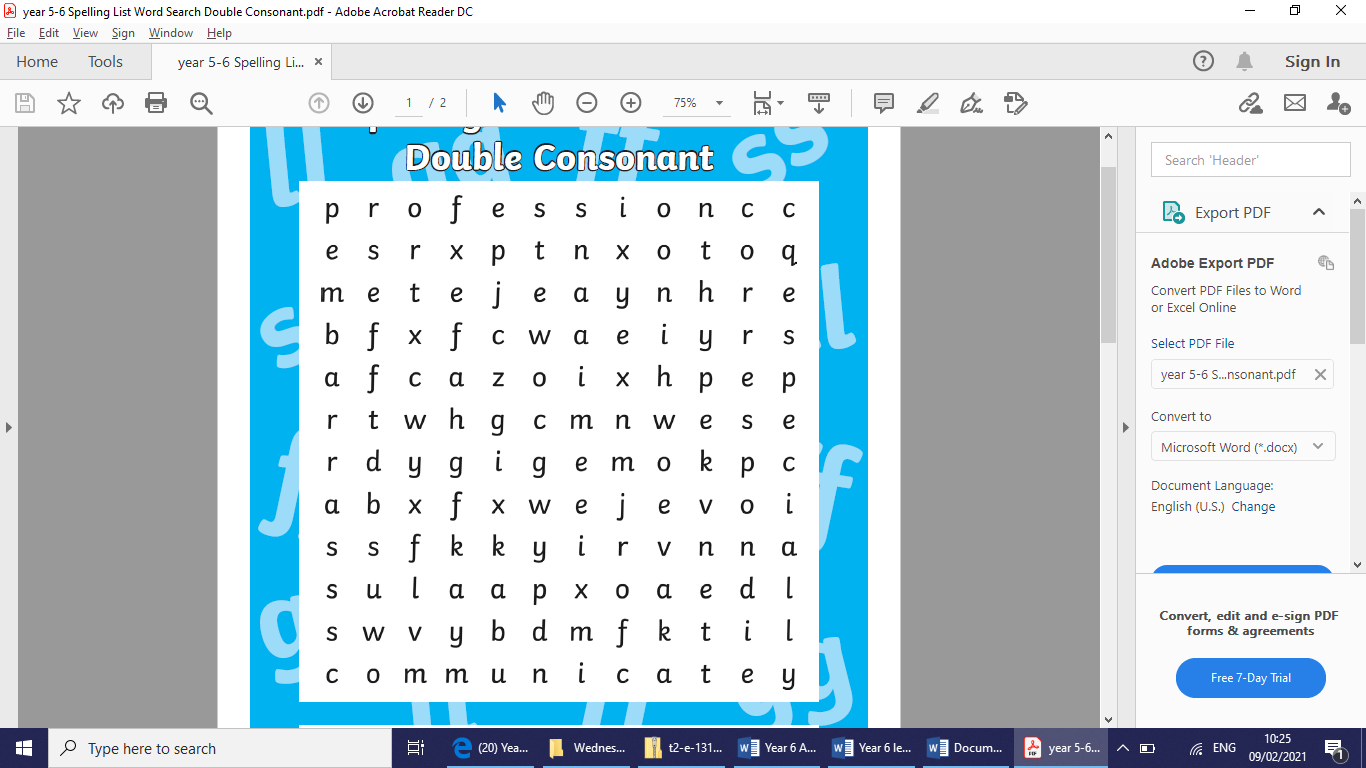 year 5-6 Spelling List Word Search Double Consonant.pdf - Adobe Acrobat Reader DC
File Edit View Sign Window Help
Home Tools year 5-6 Spelling Li... × Sign In
1 / 2 75%
ll gg ff ss
Double Consonant
p r o f e s s i o n c c
e s r x p t n x o t o q
m e t e j e a y n h r e
b f x f c w a e i y r s
a f c a z o i x h p e p
r t w h g c m n w e s e
r d y g i g e m o k p c
a b x f x w e j e v o i
s s f k k y i r v n n a
s u l a a p x o a e d l
s w v y b d m f k t i l
c o m m u n i c a t e y
Search 'Header'
Export PDF
Adobe Export PDF
Convert PDF Files to Word
or Excel Online
Select PDF File
year 5-6 S...nsonant.pdf
Convert to
Microsoft Word (*.docx)
Document Language:
English (U.S.) Change
Convert, edit and e-sign PDF
forms & agreements
Free 7-Day Trial
Type here to search
(20) Yea...
Wednes...
t2-e-131...
Year 6 A...
Year 6 le...
Docum...
year 5-6...
ENG
10:25
09/02/2021
1